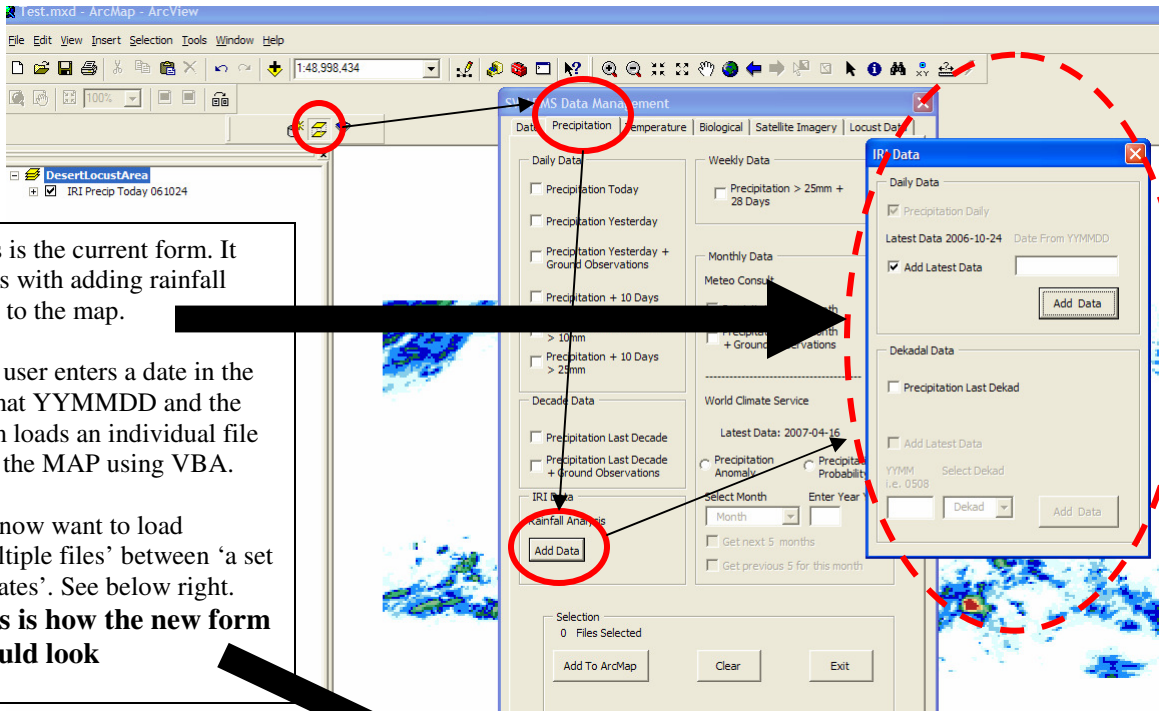 Test.mxd - ArcMap - ArcView
File Edit View Insert Selection Tools Window Help
1:48,998,434
100%
DesertLocustArea
IRI Precip Today 061024
s is the current form. It
s with adding rainfall
to the map.
user enters a date in the
nat YYMMDD and the
n loads an individual file
the MAP using VBA.
now want to load
ltiple files' between 'a set
ates'. See below right.
s is how the new form
uld look
MS Data Management
Data Precipitation Temperature Biological Satellite Imagery Locust Data
Daily Data
Precipitation Today
Precipitation Yesterday
Precipitation Yesterday +
Ground Observations
Precipitation + 10 Days
> 10mm
Precipitation + 10 Days
> 25mm
Decade Data
Precipitation Last Decade
Precipitation Last Decade
+ Ground Observations
IRI Data
Rainfall Analysis
Add Data
Weekly Data
Precipitation > 25mm +
28 Days
Monthly Data
Meteo Consult
+ Ground Observations
World Climate Service
Latest Data: 2007-04-16
Precipitation
Anomaly
Probability
Select Month Enter Year
Month
Get next 5 months
Get previous 5 for this month
Selection
0 Files Selected
Add To ArcMap Clear Exit
IRI Data
Daily Data
Precipitation Daily
Latest Data 2006-10-24 Date From YYMMDD
Add Latest Data
Add Data
Dekadal Data
Precipitation Last Dekad
Add Latest Data
YYMM Select Dekad
i.e. 0508
Dekad Add Data